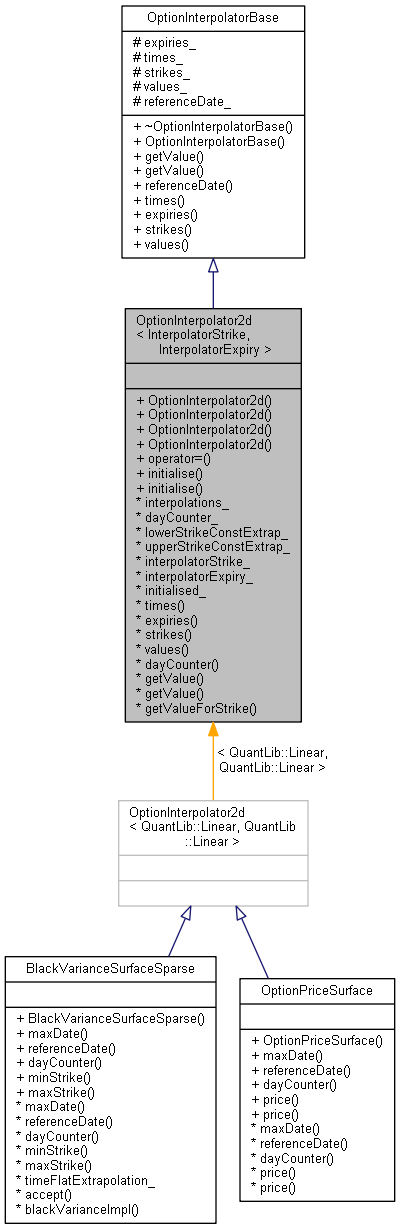 OptionInterpolatorBase
# expiries_
# times_
# strikes_
# values_
# referenceDate_
+ ~OptionInterpolatorBase()
+ OptionInterpolatorBase()
+ getValue()
+ getValue()
+ referenceDate()
+ times()
+ expiries()
+ strikes()
+ values()
OptionInterpolator2d
< InterpolatorStrike,
InterpolatorExpiry >
+ OptionInterpolator2d()
+ OptionInterpolator2d()
+ OptionInterpolator2d()
+ OptionInterpolator2d()
+ operator=()
+ initialise()
+ initialise()
* interpolations_
* dayCounter_
* lowerStrikeConstExtrap_
* upperStrikeConstExtrap_
* interpolatorStrike_
* interpolatorExpiry_
* initialised_
* times()
* expiries()
* strikes()
* values()
* dayCounter()
* getValue()
* getValue()
* getValueForStrike()
< QuantLib::Linear,
QuantLib::Linear >
OptionInterpolator2d
< QuantLib::Linear, QuantLib
::Linear >
BlackVarianceSurfaceSparse
+ BlackVarianceSurfaceSparse()
+ maxDate()
+ referenceDate()
+ dayCounter()
+ minStrike()
+ maxStrike()
* maxDate()
* referenceDate()
* dayCounter()
* minStrike()
* maxStrike()
* timeFlatExtrapolation_
* accept()
* blackVarianceImpl()
OptionPriceSurface
+ OptionPriceSurface()
+ maxDate()
+ referenceDate()
+ dayCounter()
+ price()
+ price()
* maxDate()
* referenceDate()
* dayCounter()
* price()
* price()